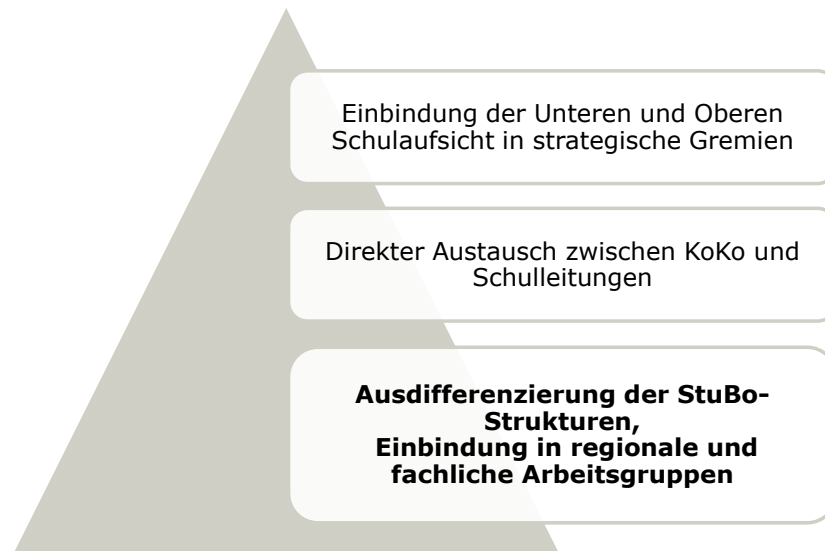 Einbindung der Unteren und Oberen
Schulaufsicht in strategische Gremien
Direkter Austausch zwischen KoKo und
Schulleitungen
Ausdifferenzierung der StuBo-
Strukturen,
Einbindung in regionale und
fachliche Arbeitsgruppen